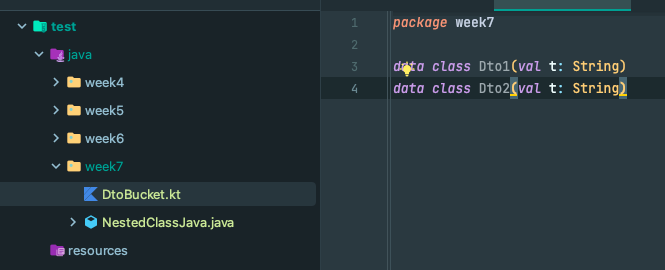 test
java
week4
week5
week6
week7
DtoBucket.kt
NestedClassJava.java
resources
1 package week7
2
3 data class Dto1(val t: String)
4 data class Dto2(val t: String)